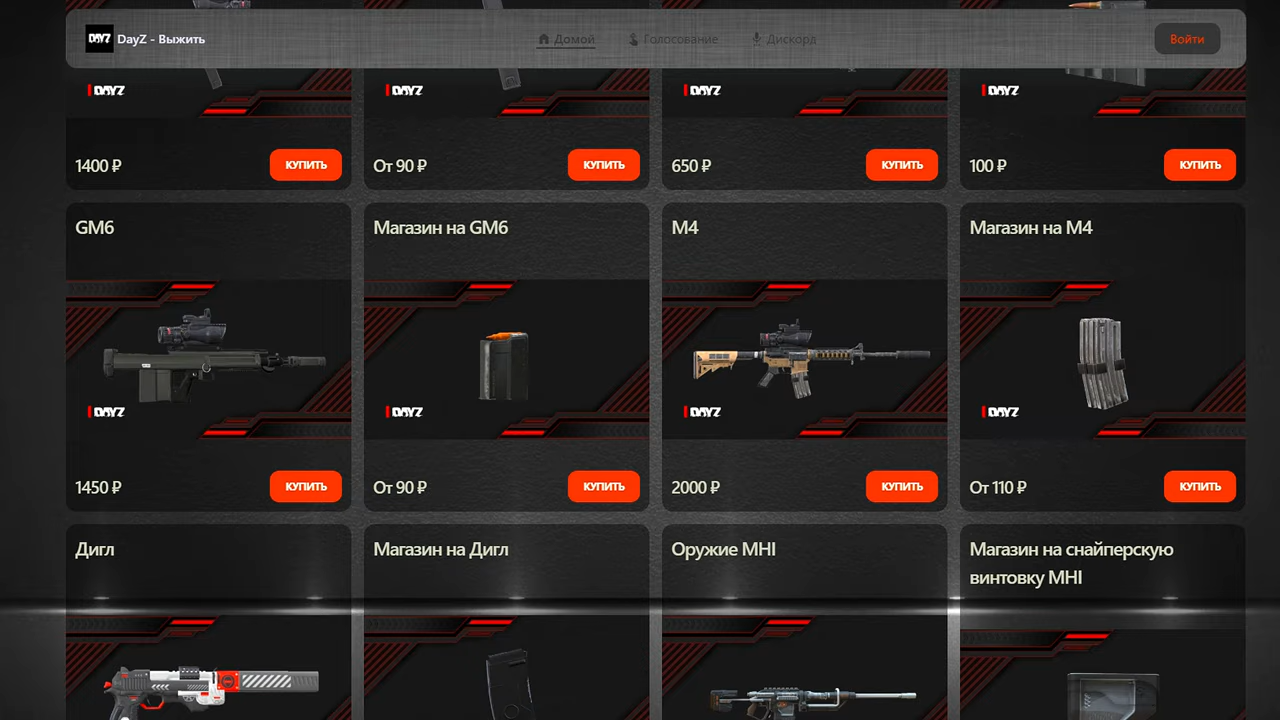 DAYZ DayZ - Выжить Домой Голосование Дискорд Войти
DAYZ DAYZ DAYZ DAYZ
1400 ₽ КУПИТЬ От 90 ₽ КУПИТЬ 650 ₽ КУПИТЬ 100 ₽ КУПИТЬ
GM6 Магазин на GM6 M4 Магазин на M4
DAYZ DAYZ DAYZ DAYZ
1450 ₽ КУПИТЬ От 90 ₽ КУПИТЬ 2000 ₽ КУПИТЬ От 110 ₽ КУПИТЬ
Дигл Магазин на Дигл Оружие MHI Магазин на снайперскую
винтовку MHI